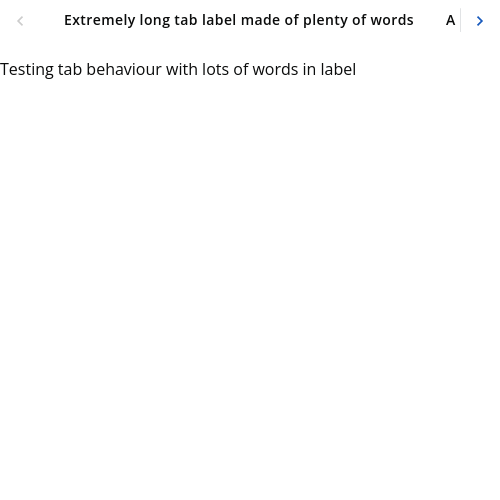 Extremely long tab label made of plenty of words A
Testing tab behaviour with lots of words in label